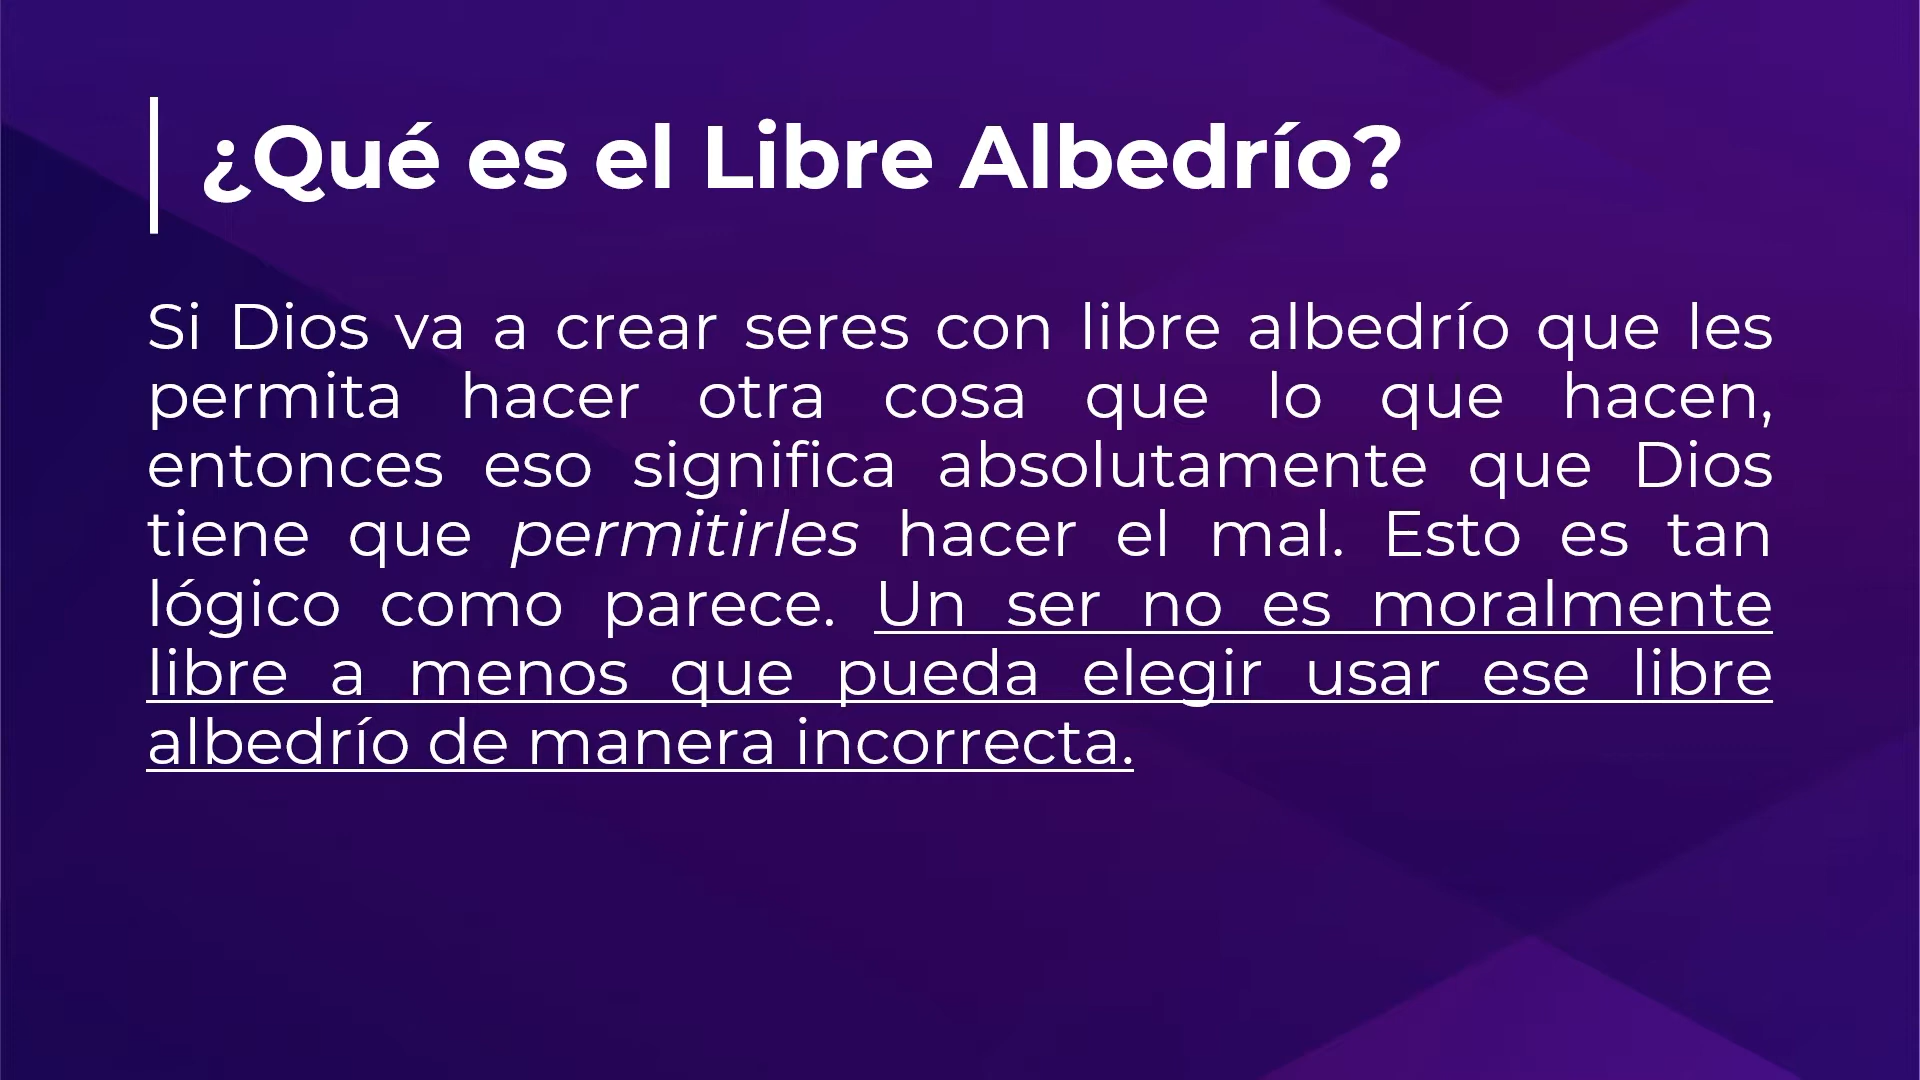 ¿Qué es el Libre Albedrío?
Si Dios va a crear seres con libre albedrío que les
permita hacer otra cosa que lo que hacen,
entonces eso significa absolutamente que Dios
tiene que permitirles hacer el mal. Esto es tan
lógico como parece. Un ser no es moralmente
libre a menos que pueda elegir usar ese libre
albedrío de manera incorrecta.